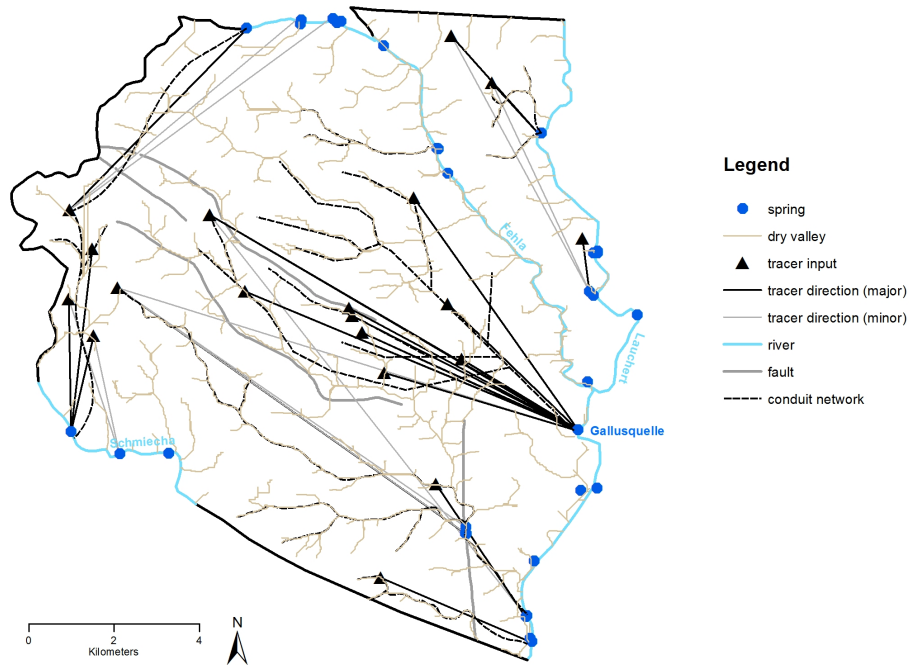 Fehla
Lauchert
Gallusquelle
Schmiecha
Legend
spring
dry valley
tracer input
tracer direction (major)
tracer direction (minor)
river
fault
conduit network
0 2 4
Kilometers
N